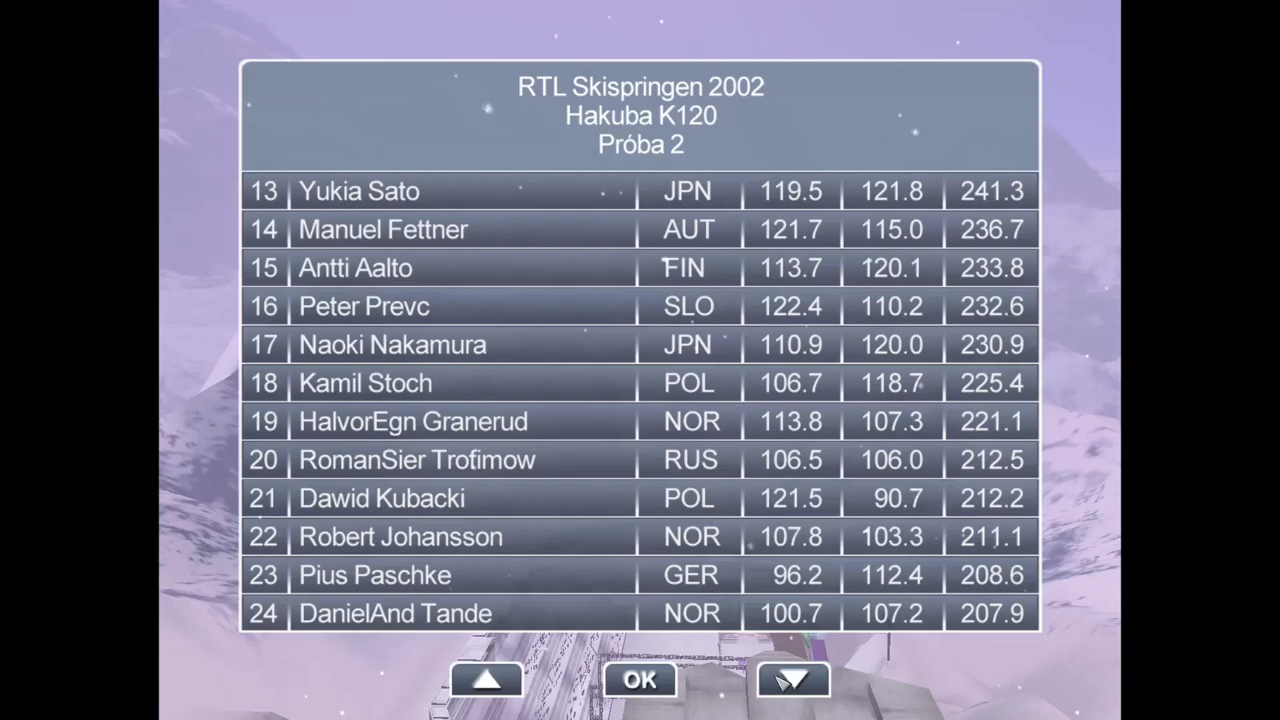 RTL Skispringen 2002
Hakuba K120
Próba 2
13 Yukia Sato JPN 119.5 121.8 241.3
14 Manuel Fettner AUT 121.7 115.0 236.7
15 Antti Aalto FIN 113.7 120.1 233.8
16 Peter Prevc SLO 122.4 110.2 232.6
17 Naoki Nakamura JPN 110.9 120.0 230.9
18 Kamil Stoch POL 106.7 118.7 225.4
19 HalvorEgn Granerud NOR 113.8 107.3 221.1
20 RomanSier Trofimow RUS 106.5 106.0 212.5
21 Dawid Kubacki POL 121.5 90.7 212.2
22 Robert Johansson NOR 107.8 103.3 211.1
23 Pius Paschke GER 96.2 112.4 208.6
24 DanielAnd Tande NOR 100.7 107.2 207.9
OK